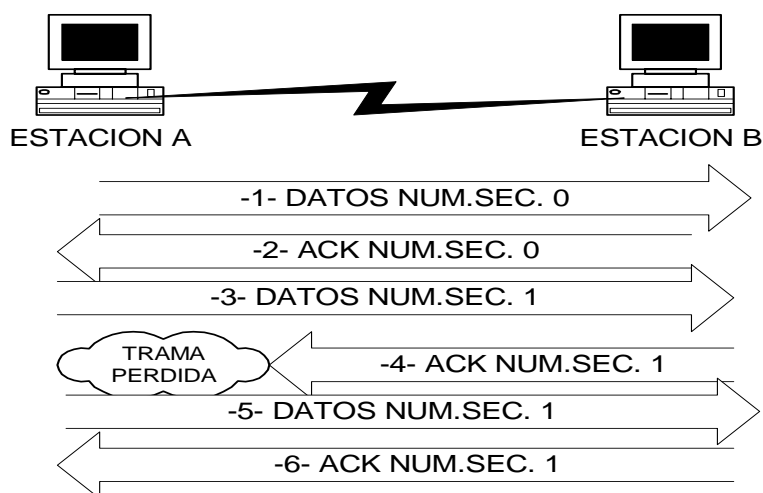 ESTACION A
ESTACION B
-1- DATOS NUM.SEC. 0
-2- ACK NUM.SEC. 0
-3- DATOS NUM.SEC. 1
TRAMA
PERDIDA
-4- ACK NUM.SEC. 1
-5- DATOS NUM.SEC. 1
-6- ACK NUM.SEC. 1